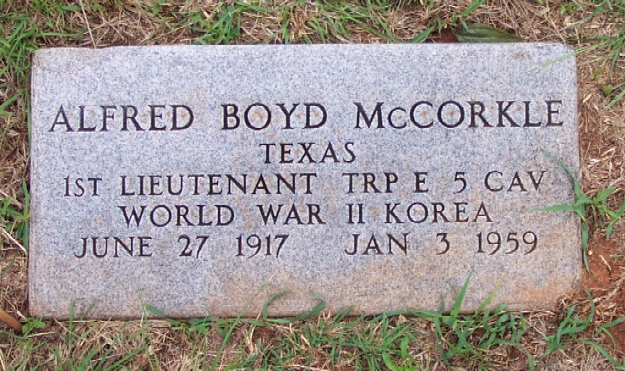 ALFRED BOYD McCORKLE
TEXAS
1ST LIEUTENANT TRP E 5 CAV
WORLD WAR II KOREA
JUNE 27 1917 JAN 3 1959